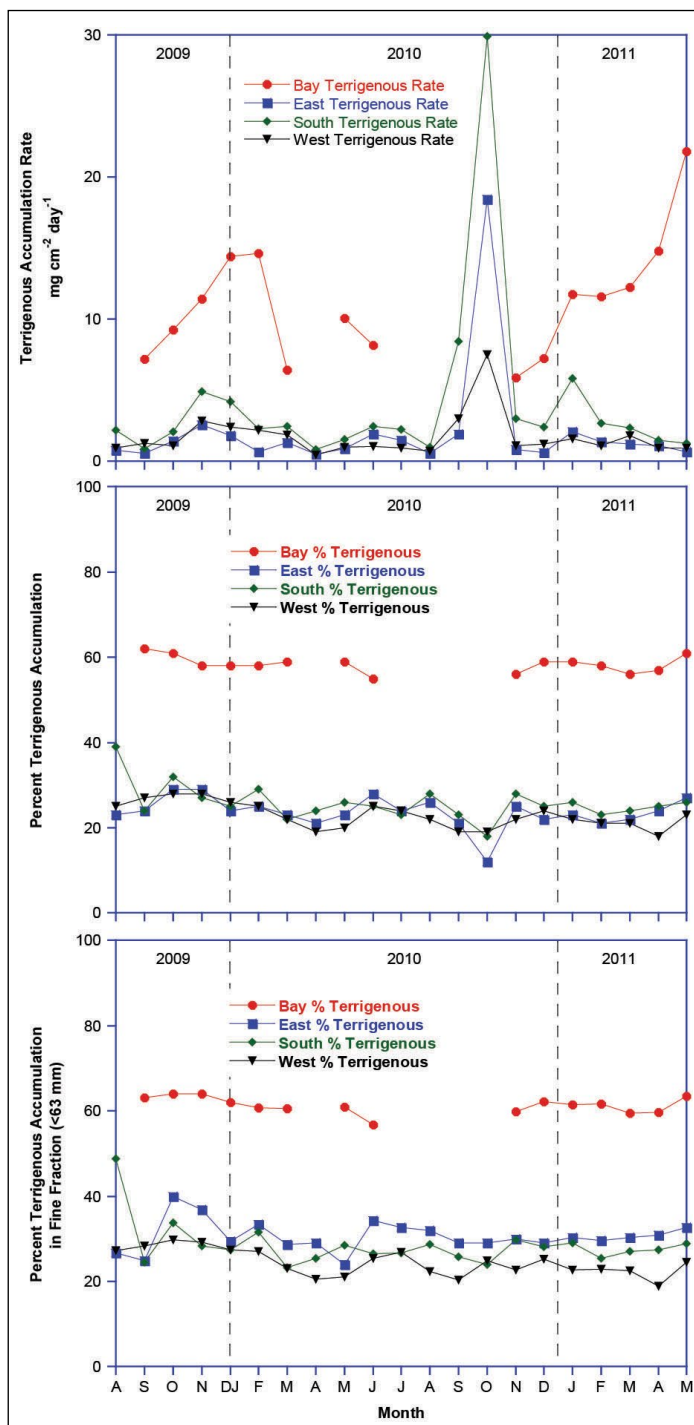 30
2009
2010
2011
Bay Terrigenous Rate
East Terrigenous Rate
South Terrigenous Rate
West Terrigenous Rate
20
10
0
Terrigenous Accumulation Rate
mg cm⁻² day⁻¹
100
2009
2010
2011
80
Bay % Terrigenous
East % Terrigenous
South % Terrigenous
West % Terrigenous
60
40
20
0
Percent Terrigenous Accumulation
100
2009
2010
2011
80
Bay % Terrigenous
East % Terrigenous
South % Terrigenous
West % Terrigenous
60
40
20
0
Percent Terrigenous Accumulation
in Fine Fraction (<63 mm)
A S O N DJ F M A M J J A S O N D J F M A M
Month